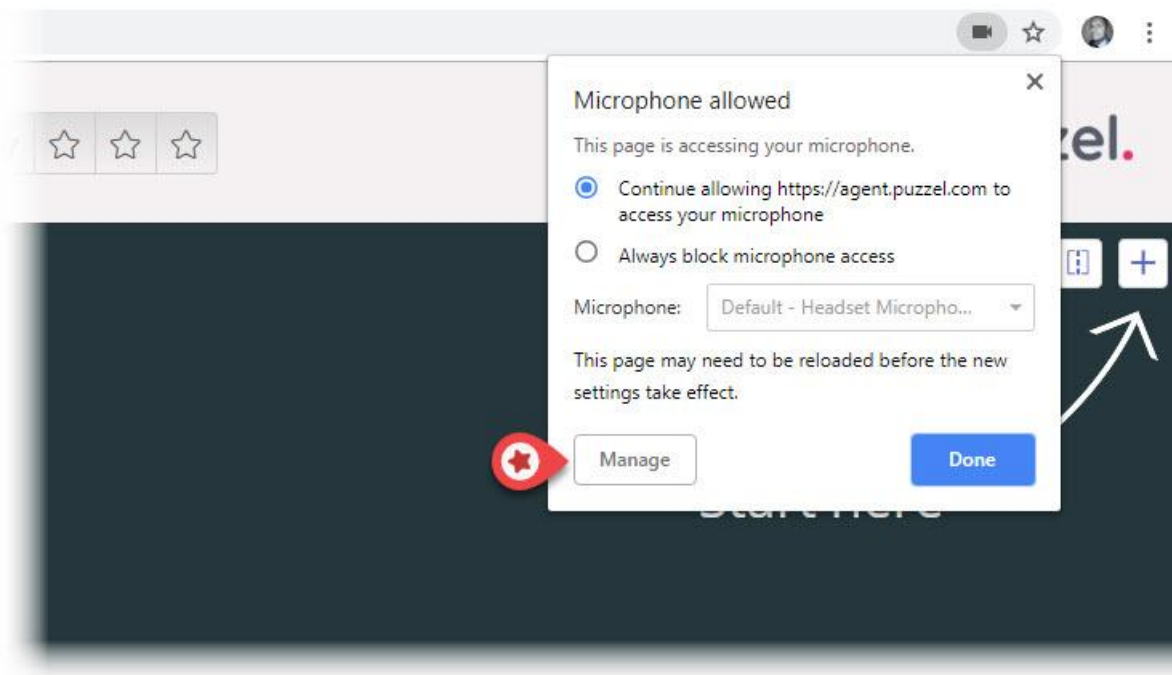 Microphone allowed
zel.
This page is accessing your microphone.
Continue allowing https://agent.puzzel.com to
access your microphone
Always block microphone access
Microphone:
Default - Headset Micropho...
This page may need to be reloaded before the new
settings take effect.
Manage
Done
Start here